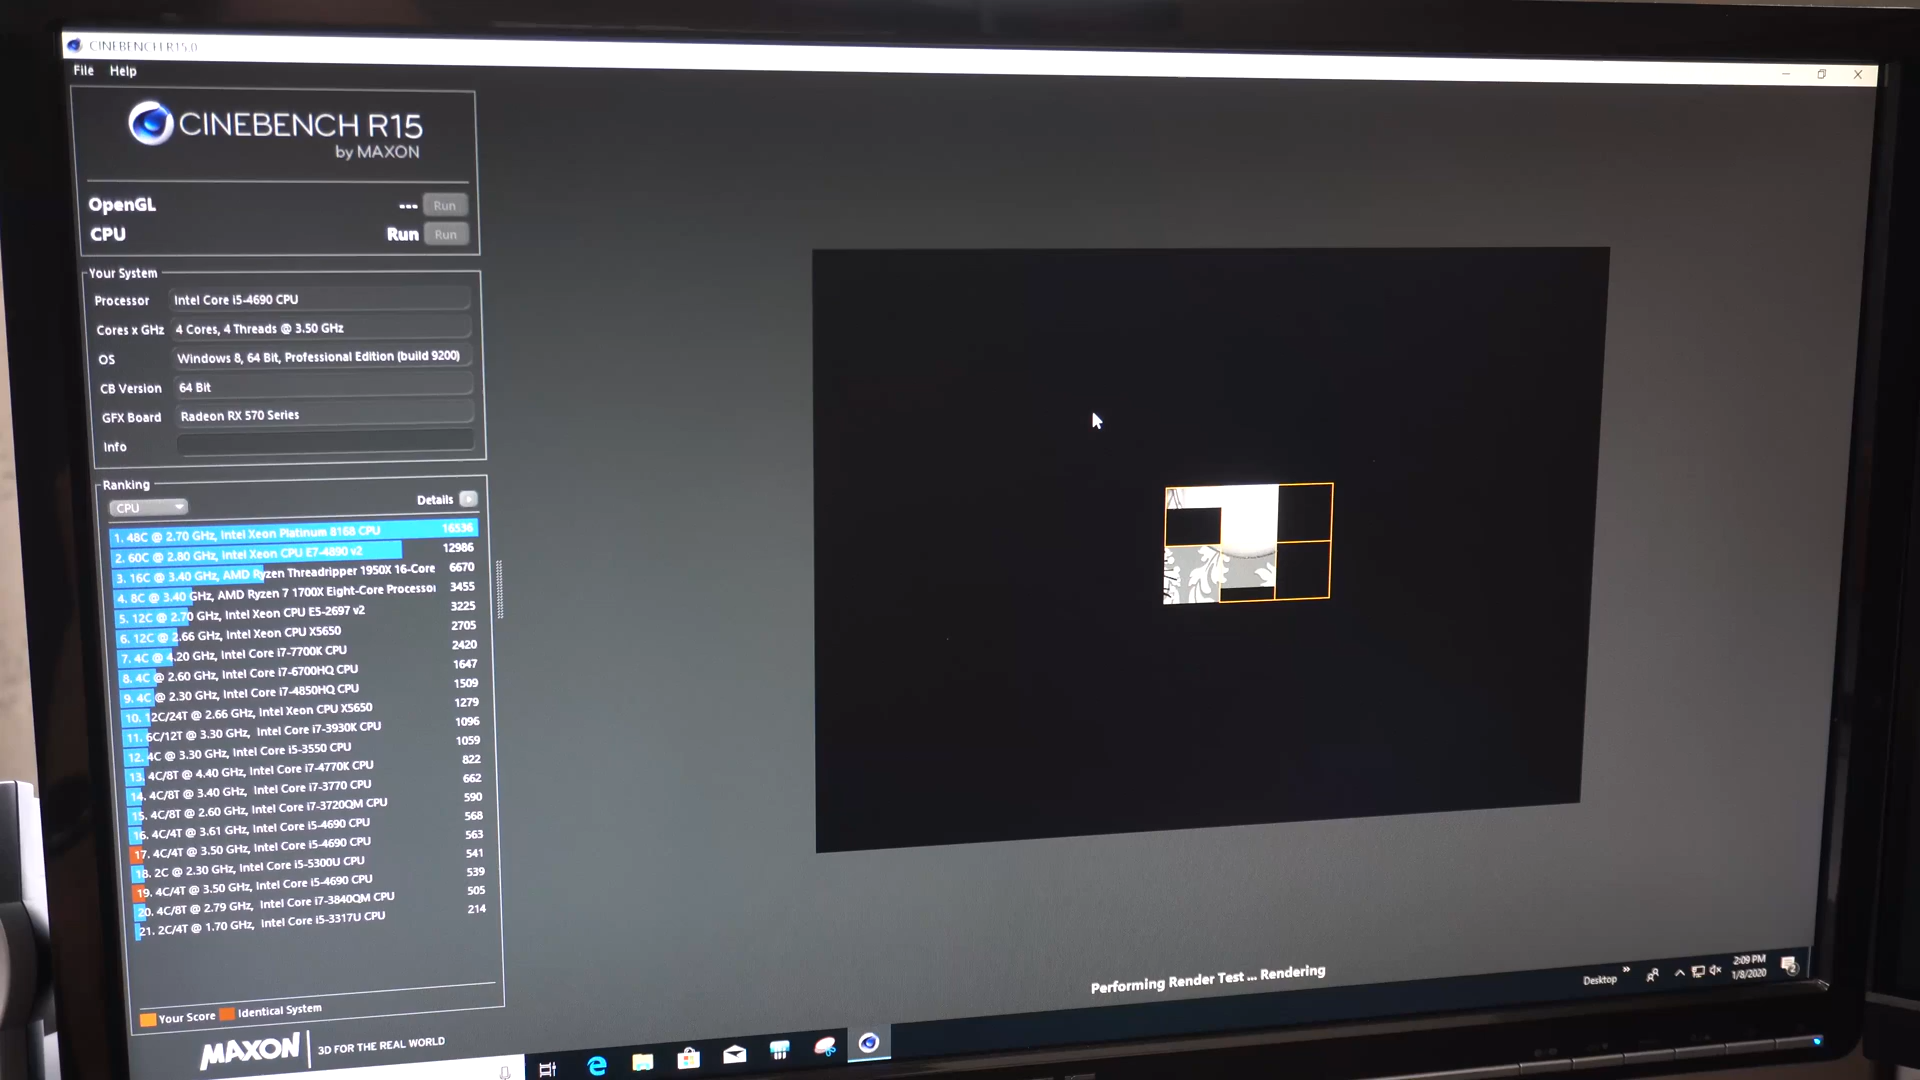 CINEBENCH R15.0
File Help
CINEBENCH R15
by MAXON
OpenGL --- Run
CPU Run Run
Your System
Processor Intel Core i5-4690 CPU
Cores x GHz 4 Cores, 4 Threads @ 3.50 GHz
OS Windows 8, 64 Bit, Professional Edition (build 9200)
CB Version 64 Bit
GFX Board Radeon RX 570 Series
Info
Ranking
CPU Details
1. 48C @ 2.70 GHz, Intel Xeon Platinum 8168 CPU 16536
2. 60C @ 2.80 GHz, Intel Xeon CPU E7-4890 v2 12986
3. 16C @ 3.40 GHz, AMD Ryzen Threadripper 1950X 16-Core 6670
4. 8C @ 3.40 GHz, AMD Ryzen 7 1700X Eight-Core Processor 3455
5. 12C @ 2.70 GHz, Intel Xeon CPU E5-2697 v2 3225
6. 12C @ 2.66 GHz, Intel Xeon CPU X5650 2705
7. 4C @ 4.20 GHz, Intel Core i7-7700K CPU 2420
8. 4C @ 2.60 GHz, Intel Core i7-6700HQ CPU 1647
9. 4C @ 2.30 GHz, Intel Core i7-4850HQ CPU 1509
10. 12C/24T @ 2.66 GHz, Intel Xeon CPU X5650 1279
11. 6C/12T @ 3.30 GHz, Intel Core i7-3930K CPU 1096
12. 4C @ 3.30 GHz, Intel Core i5-3550 CPU 1059
13. 4C/8T @ 4.40 GHz, Intel Core i7-4770K CPU 822
14. 4C/8T @ 3.40 GHz, Intel Core i7-3770 CPU 662
15. 4C/8T @ 2.60 GHz, Intel Core i7-3720QM CPU 590
16. 4C/4T @ 3.61 GHz, Intel Core i5-4690 CPU 568
17. 4C/4T @ 3.50 GHz, Intel Core i5-4690 CPU 563
18. 2C @ 2.30 GHz, Intel Core i5-5300U CPU 541
19. 4C/4T @ 3.50 GHz, Intel Core i5-4690 CPU 539
20. 4C/8T @ 2.79 GHz, Intel Core i7-3840QM CPU 505
21. 2C/4T @ 1.70 GHz, Intel Core i5-3317U CPU 214
Your Score Identical System
MAXON 3D FOR THE REAL WORLD
Performing Render Test ... Rendering
Desktop 2:09 PM
1/8/2020
2